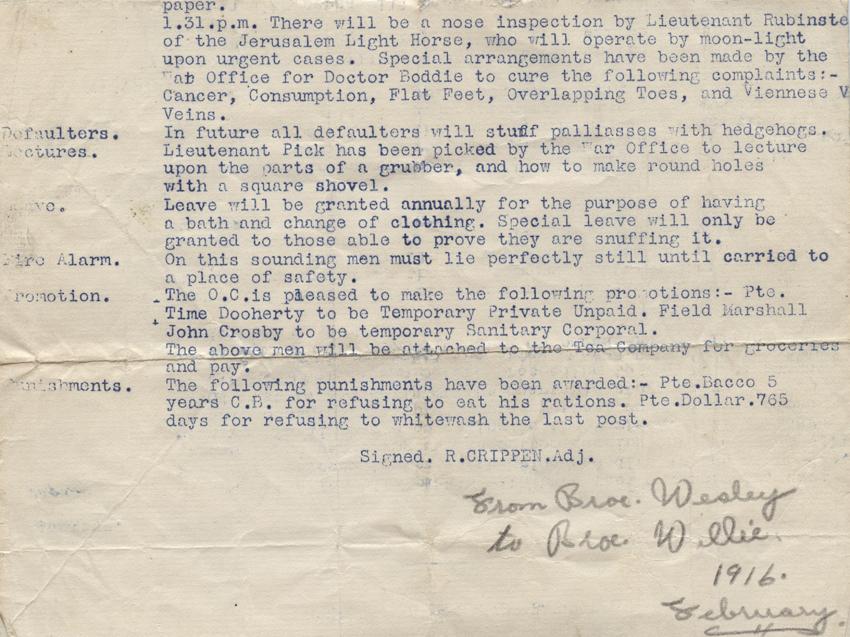 paper.
1.31.p.m. There will be a nose inspection by Lieutenant Rubinste
of the Jerusalem Light Horse, who will operate by moon-light
upon urgent cases. Special arrangements have been made by the
War Office for Doctor Boddie to cure the following complaints:-
Cancer, Consumption, Flat Feet, Overlapping Toes, and Viennese V
Veins.
Defaulters. In future all defaulters will stuff palliasses with hedgehogs.
Lectures. Lieutenant Pick has been picked by the War Office to lecture
upon the parts of a grubber, and how to make round holes
with a square shovel.
Leave. Leave will be granted annually for the purpose of having
a bath and change of clothing. Special leave will only be
granted to those able to prove they are snuffing it.
Fire Alarm. On this sounding men must lie perfectly still until carried to
a place of safety.
Promotion. The O.C.is pleased to make the following promotions:- Pte.
Time Dooherty to be Temporary Private Unpaid. Field Marshall
John Crosby to be temporary Sanitary Corporal.
The above men will be attached to the Tea Company for groceries
and pay.
Punishments. The following punishments have been awarded:- Pte.Bacco 5
years C.B. for refusing to eat his rations. Pte.Dollar.765
days for refusing to whitewash the last post.
Signed. R.CRIPPEN.Adj.
From Broe. Wesley
to Broe. Willie.
1916.
February.